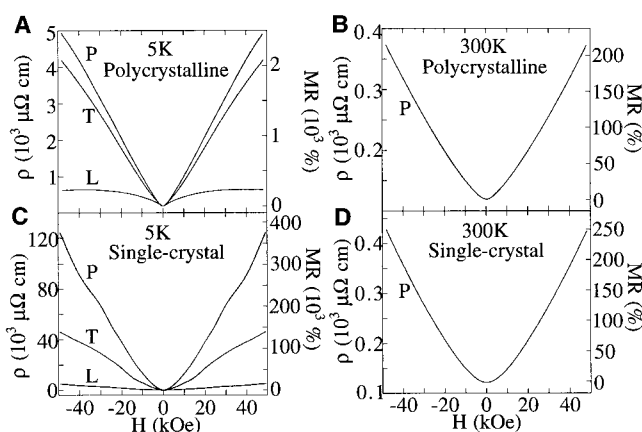 A
5K
Polycrystalline
P
T
L
5
4
3
2
1
ρ (10³ μΩ cm)
2
1
0
MR (10³ %)
B
300K
Polycrystalline
P
0.4
0.3
0.2
ρ (10³ μΩ cm)
200
150
100
50
0
MR (%)
C
5K
Single-crystal
P
T
L
120
80
40
0
ρ (10³ μΩ cm)
400
300
200
100
0
MR (10³ %)
-40 -20 0 20 40
H (kOe)
D
300K
Single-crystal
P
0.4
0.3
0.2
0.1
ρ (10³ μΩ cm)
250
200
150
100
50
0
MR (%)
-40 -20 0 20 40
H (kOe)